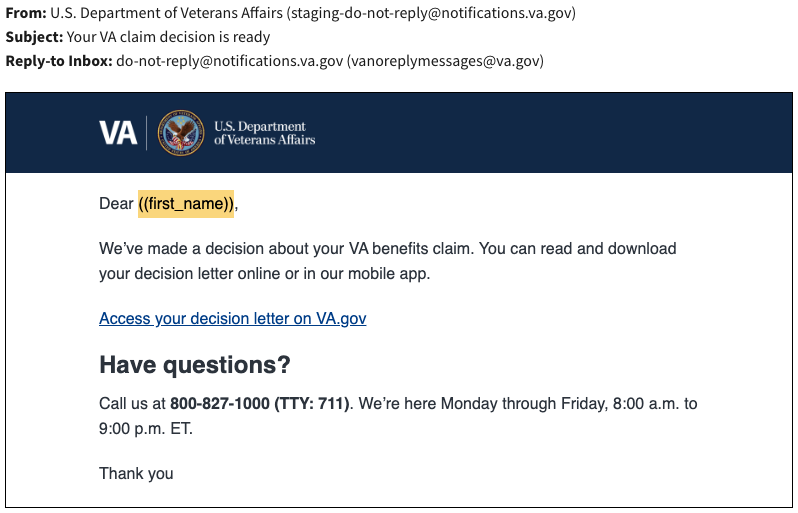 From: U.S. Department of Veterans Affairs (staging-do-not-reply@notifications.va.gov)
Subject: Your VA claim decision is ready
Reply-to Inbox: do-not-reply@notifications.va.gov (vanoreplymessages@va.gov)
VA
U.S. Department
of Veterans Affairs
Dear ((first_name)),
We’ve made a decision about your VA benefits claim. You can read and download
your decision letter online or in our mobile app.
Access your decision letter on VA.gov
Have questions?
Call us at 800-827-1000 (TTY: 711). We’re here Monday through Friday, 8:00 a.m. to
9:00 p.m. ET.
Thank you